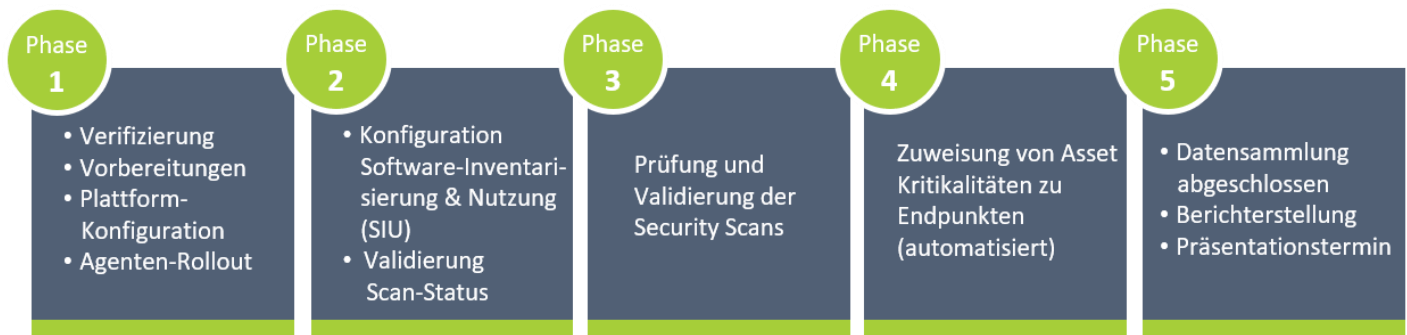 Phase
1
• Verifizierung
• Vorbereitungen
• Plattform-
Konfiguration
• Agenten-Rollout
Phase
2
• Konfiguration
Software-Inventari-
sierung & Nutzung
(SIU)
• Validierung
Scan-Status
Phase
3
Prüfung und
Validierung der
Security Scans
Phase
4
Zuweisung von Asset
Kritikalitäten zu
Endpunkten
(automatisiert)
Phase
5
• Datensammlung
abgeschlossen
• Berichterstellung
• Präsentationstermin